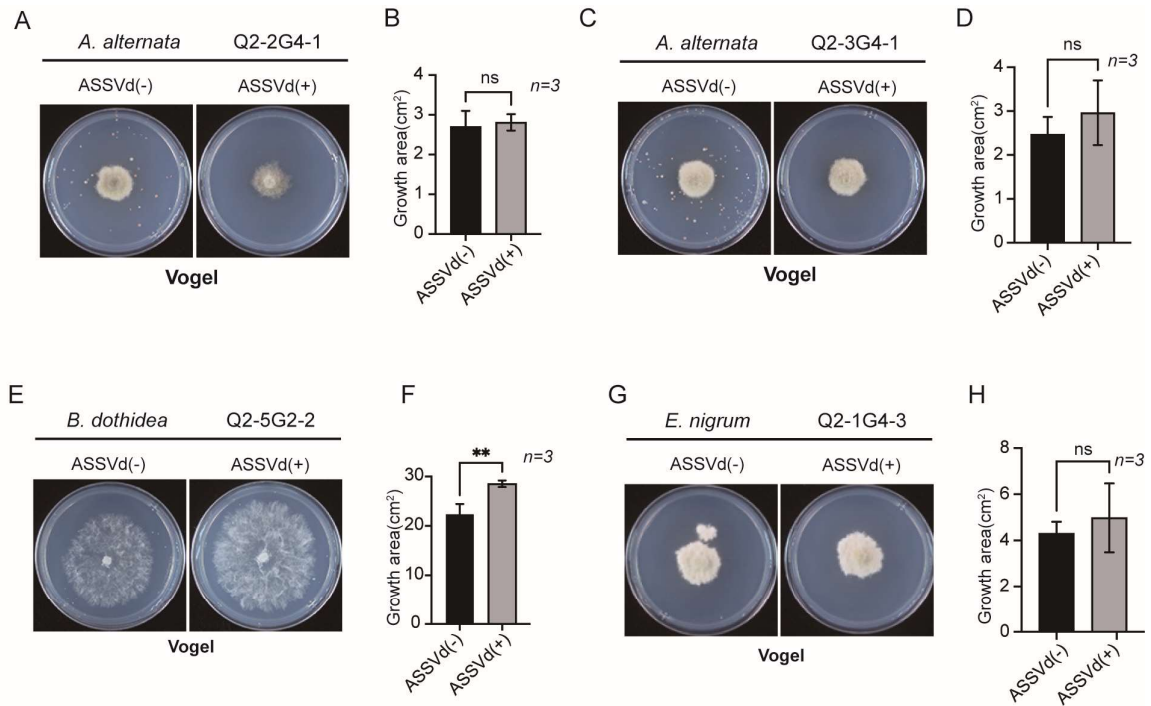 A
A. alternata Q2-2G4-1
ASSVd(-) ASSVd(+)
Vogel
B
Growth area(cm²)
4
3
2
1
0
ns
n=3
ASSVd(-)
ASSVd(+)
C
A. alternata Q2-3G4-1
ASSVd(-) ASSVd(+)
Vogel
D
Growth area(cm²)
4
3
2
1
0
ns
n=3
ASSVd(-)
ASSVd(+)
E
B. dothidea Q2-5G2-2
ASSVd(-) ASSVd(+)
Vogel
F
Growth area(cm²)
30
20
10
0
**
n=3
ASSVd(-)
ASSVd(+)
G
E. nigrum Q2-1G4-3
ASSVd(-) ASSVd(+)
Vogel
H
Growth area(cm²)
8
6
4
2
0
ns
n=3
ASSVd(-)
ASSVd(+)